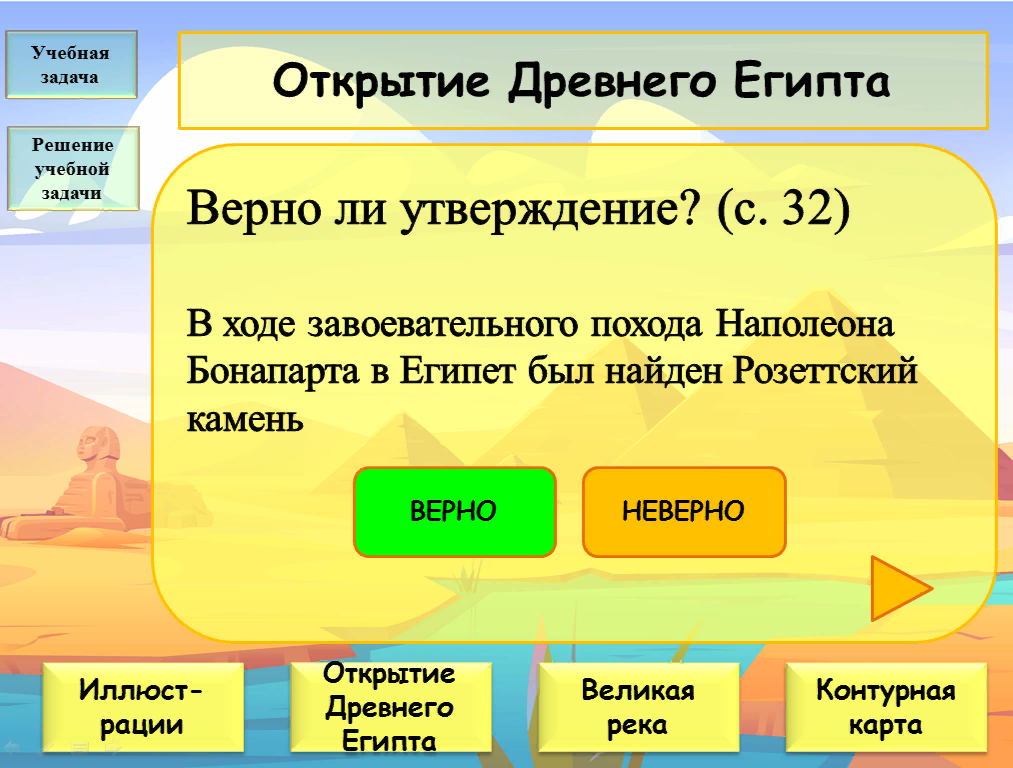 Учебная
задача
Открытие Древнего Египта
Решение
учебной
задачи
Верно ли утверждение? (с. 32)
В ходе завоевательного похода Наполеона
Бонапарта в Египет был найден Розеттский
камень
ВЕРНО
НЕВЕРНО
Иллюст-
рации
Открытие
Древнего
Египта
Великая
река
Контурная
карта